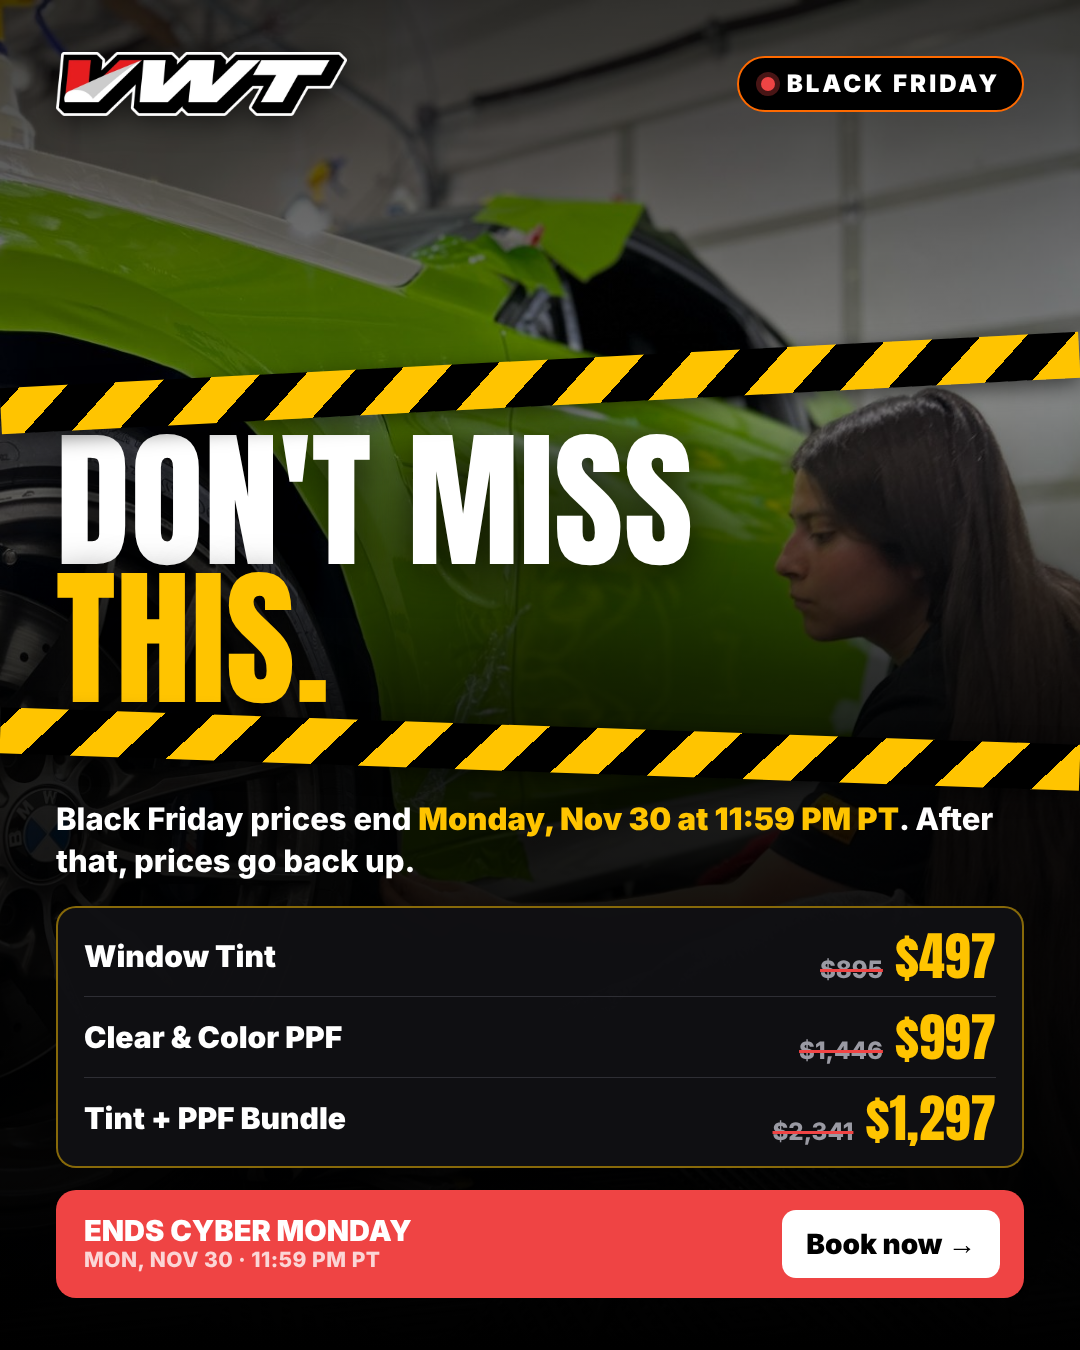 VWT
BLACK FRIDAY
DON'T MISS
THIS.
Black Friday prices end Monday, Nov 30 at 11:59 PM PT. After
that, prices go back up.
Window Tint $895 $497
Clear & Color PPF $1,446 $997
Tint + PPF Bundle $2,341 $1,297
ENDS CYBER MONDAY
MON, NOV 30 · 11:59 PM PT
Book now →
BMW